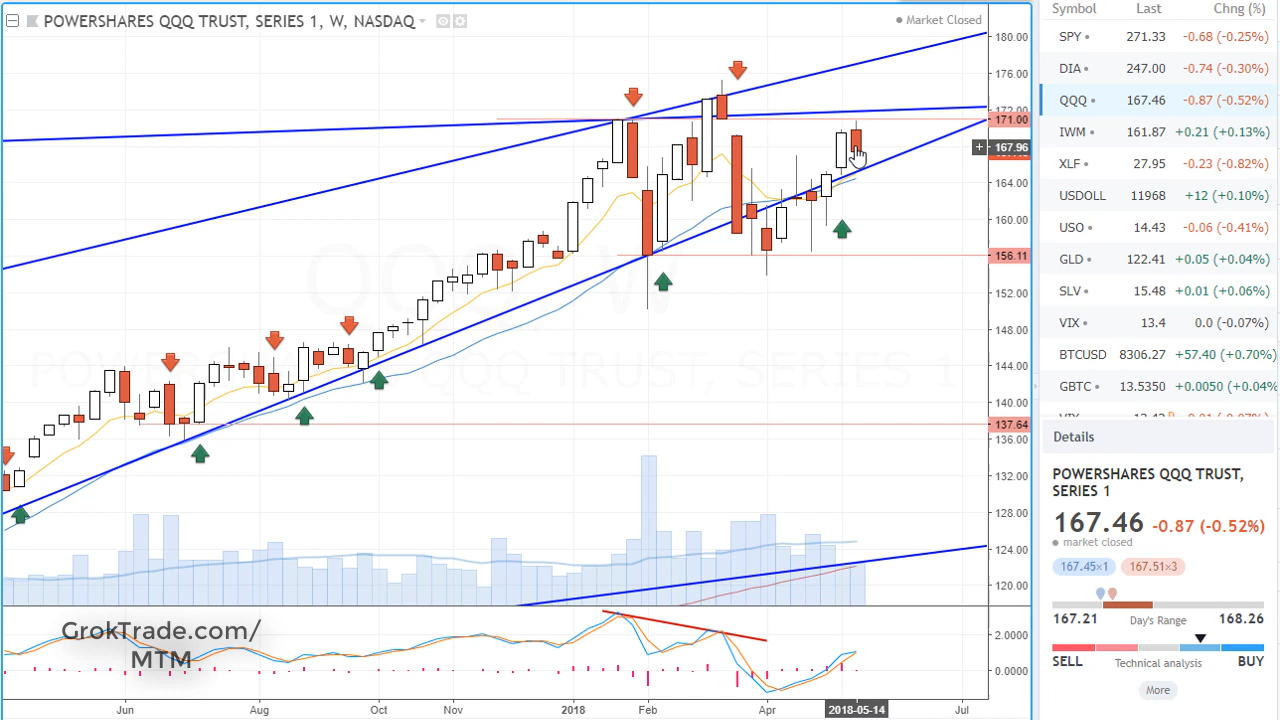 POWERSHARES QQQ TRUST, SERIES 1, W, NASDAQ
Market Closed
180.00
176.00
172.00
171.00
167.96
164.00
160.00
156.11
152.00
148.00
144.00
140.00
137.64
136.00
132.00
128.00
124.00
120.00
2.0000
0.0000
QQQ, W
POWERSHARES QQQ TRUST, SERIES 1
GrokTrade.com/
MTM
Jun Aug Oct Nov 2018 Feb Apr 2018-05-14 Jul
Symbol Last Chng (%)
SPY 271.33 -0.68 (-0.25%)
DIA 247.00 -0.74 (-0.30%)
QQQ 167.46 -0.87 (-0.52%)
IWM 161.87 +0.21 (+0.13%)
XLF 27.95 -0.23 (-0.82%)
USDOLL 11968 +12 (+0.10%)
USO 14.43 -0.06 (-0.41%)
GLD 122.41 +0.05 (+0.04%)
SLV 15.48 +0.01 (+0.06%)
VIX 13.4 0.0 (-0.07%)
BTCUSD 8306.27 +57.40 (+0.70%)
GBTC 13.5350 +0.0050 (+0.04%
Details
POWERSHARES QQQ TRUST,
SERIES 1
167.46 -0.87 (-0.52%)
market closed
167.45×1 167.51×3
167.21 Day's Range 168.26
SELL Technical analysis BUY
More